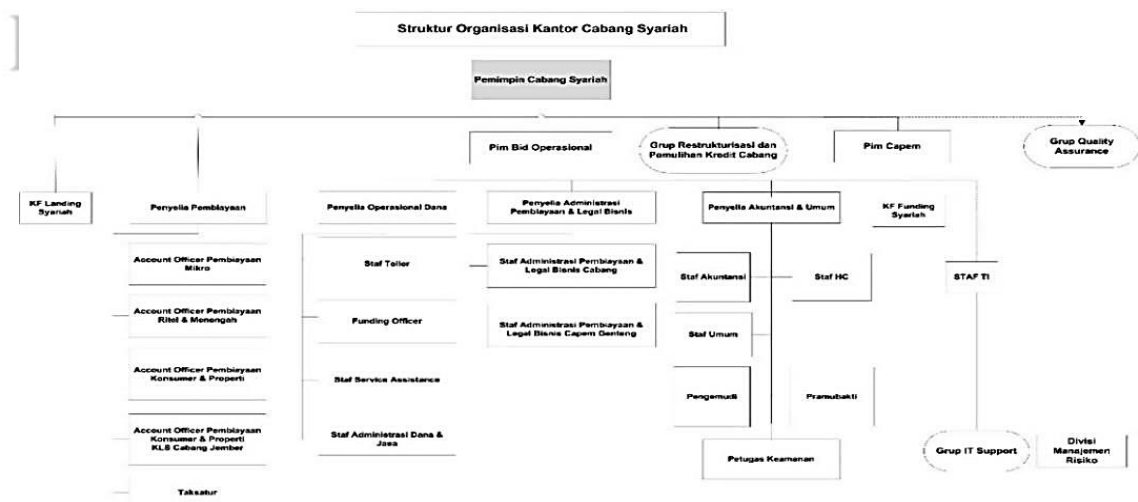 Struktur Organisasi Kantor Cabang Syariah
Pemimpin Cabang Syariah
Pim Bid Operasional
Grup Restrukturisasi dan
Pemulihan Kredit Cabang
Pim Capem
Grup Quality
Assurance
KF Landing
Syariah
Penyelia Pembiayaan
Penyelia Operasional Dana
Penyelia Administrasi
Pembiayaan & Legal Bisnis
Penyelia Akuntansi & Umum
KF Funding
Syariah
Account Officer Pembiayaan
Mikro
Staf Teller
Staf Administrasi Pembiayaan &
Legal Bisnis Cabang
Staf Akuntansi
Staf HC
STAF TI
Account Officer Pembiayaan
Ritel & Menengah
Funding Officer
Staf Administrasi Pembiayaan &
Legal Bisnis Capem Genteng
Staf Umum
Account Officer Pembiayaan
Konsumer & Properti
Staf Service Assistance
Pengemudi
Pramubakti
Account Officer Pembiayaan
Konsumer & Properti
KLS Cabang Jember
Staf Administrasi Dana &
Jasa
Petugas Keamanan
Grup IT Support
Divisi
Manajemen
Risiko
Taksatur